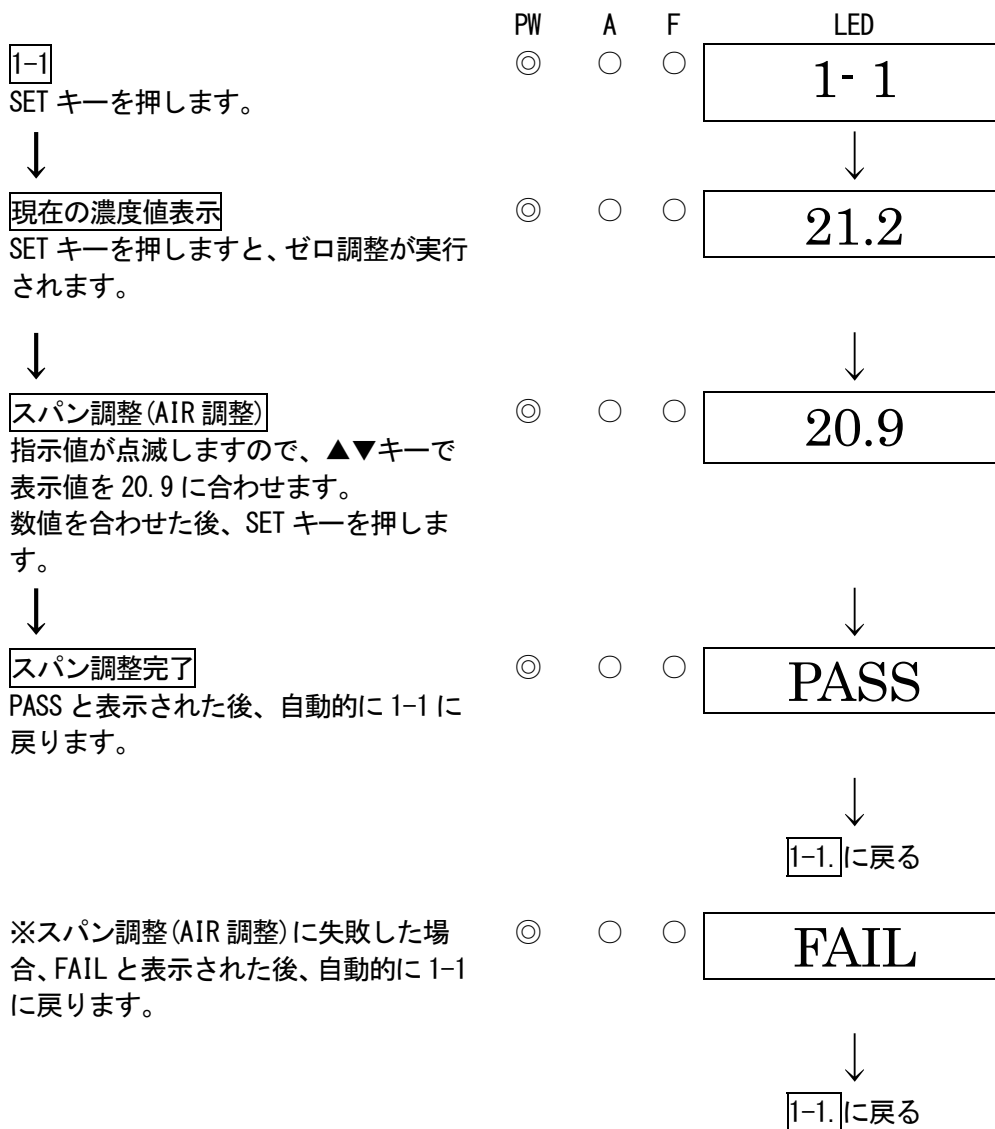 PW A F LED
1-1 ◎ ○ ○ 1- 1
SET キーを押します。
↓ ↓
現在の濃度値表示 ◎ ○ ○ 21.2
SET キーを押しますと、ゼロ調整が実行
されます。
↓ ↓
スパン調整(AIR 調整) ◎ ○ ○ 20.9
指示値が点滅しますので、▲▼キーで
表示値を 20.9 に合わせます。
数値を合わせた後、SET キーを押しま
す。
↓ ↓
スパン調整完了 ◎ ○ ○ PASS
PASS と表示された後、自動的に 1-1 に
戻ります。
↓
1-1.に戻る
※スパン調整(AIR 調整)に失敗した場 ◎ ○ ○ FAIL
合、FAIL と表示された後、自動的に 1-1
に戻ります。
↓
1-1.に戻る